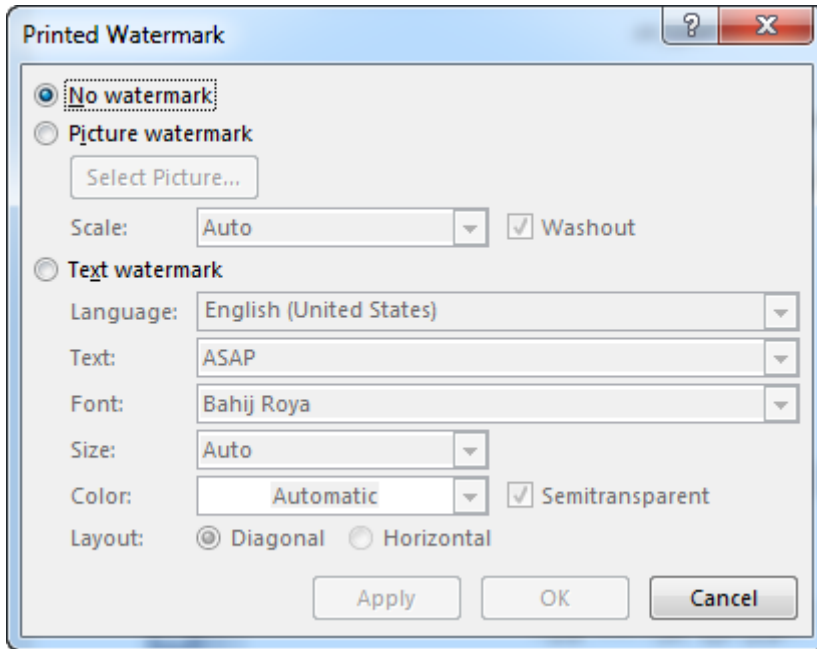 Printed Watermark
No watermark
Picture watermark
Select Picture...
Scale: Auto Washout
Text watermark
Language: English (United States)
Text: ASAP
Font: Bahij Roya
Size: Auto
Color: Automatic Semitransparent
Layout: Diagonal Horizontal
Apply OK Cancel